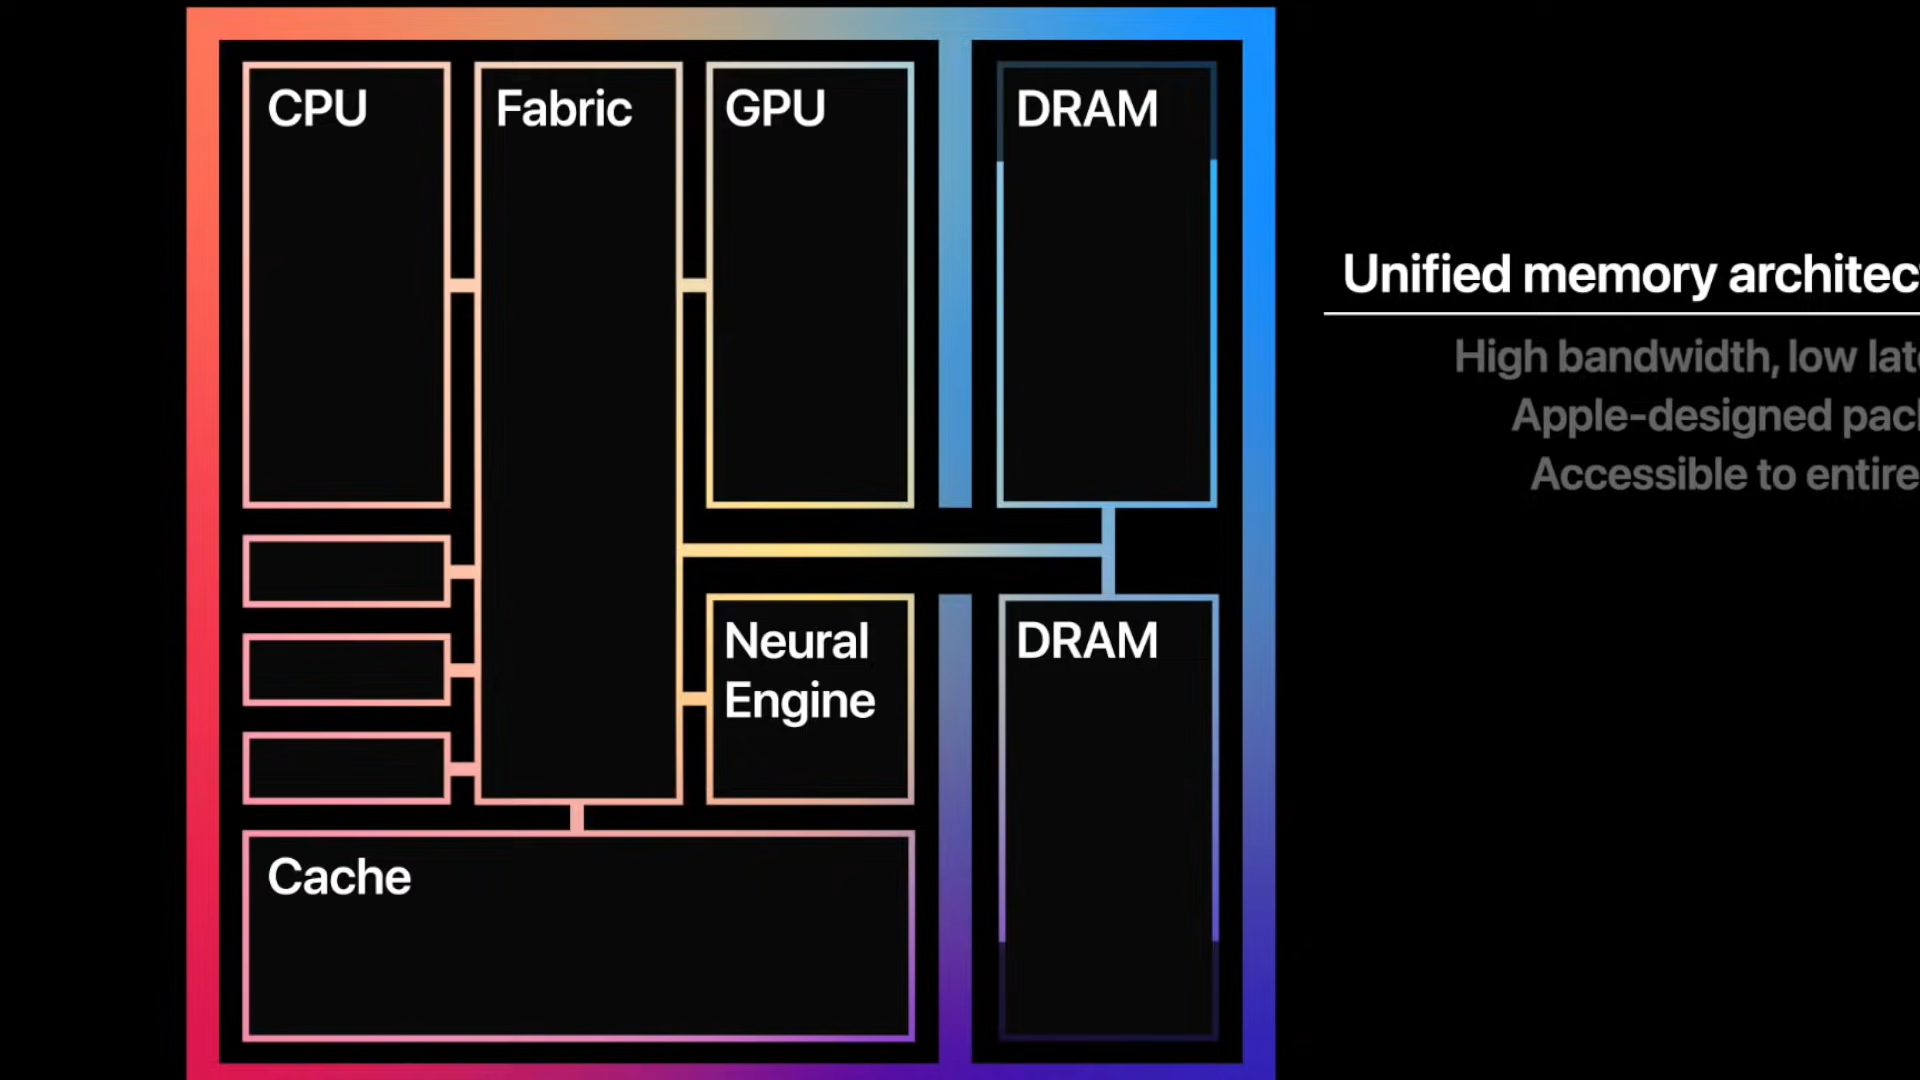 CPU
Fabric
GPU
DRAM
Unified memory architec
High bandwidth, low lat
Apple-designed pac
Accessible to entire
Neural
Engine
DRAM
Cache